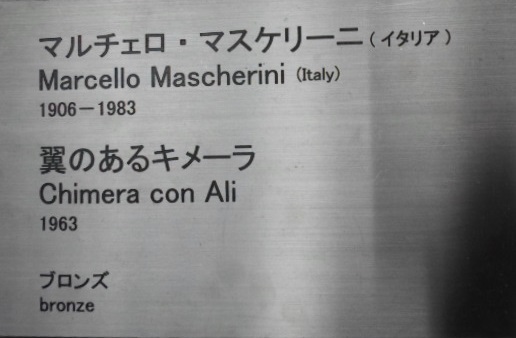 マルチェロ・マスケリーニ(イタリア)
Marcello Mascherini (Italy)
1906－1983
翼のあるキメーラ
Chimera con Ali
1963
ブロンズ
bronze